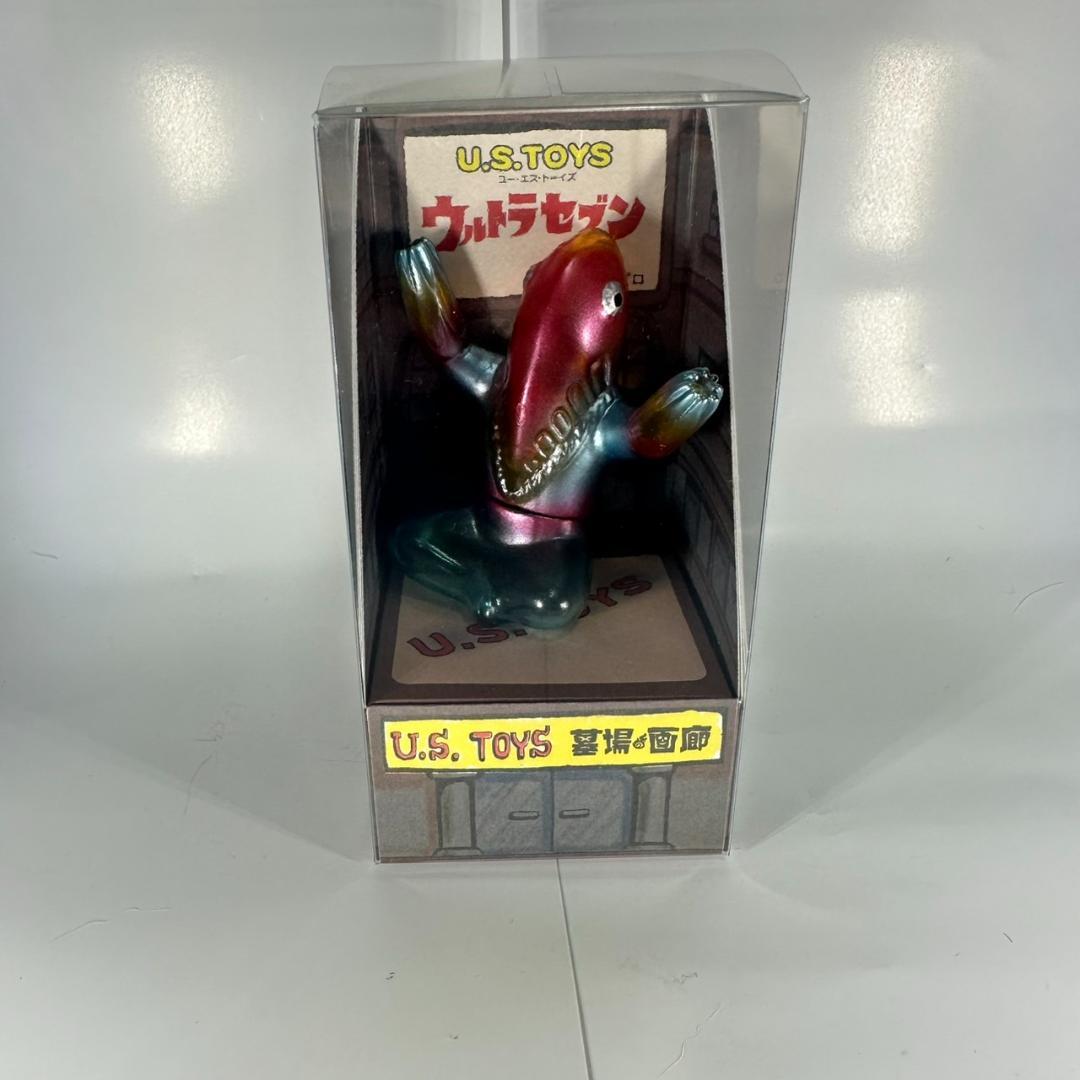 U.S.TOYS
ユー・エス・トーイズ
ウルトラセブン
ロ
U.S. TOYS
U.S. TOYS 墓場の画廊